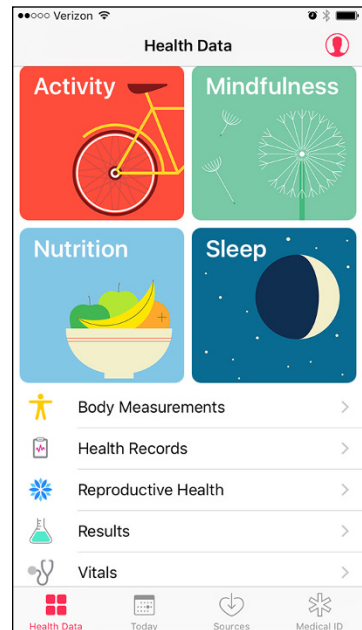 Verizon
Health Data
Activity
Mindfulness
Nutrition
Sleep
Body Measurements
Health Records
Reproductive Health
Results
Vitals
Health Data
Today
Sources
Medical ID